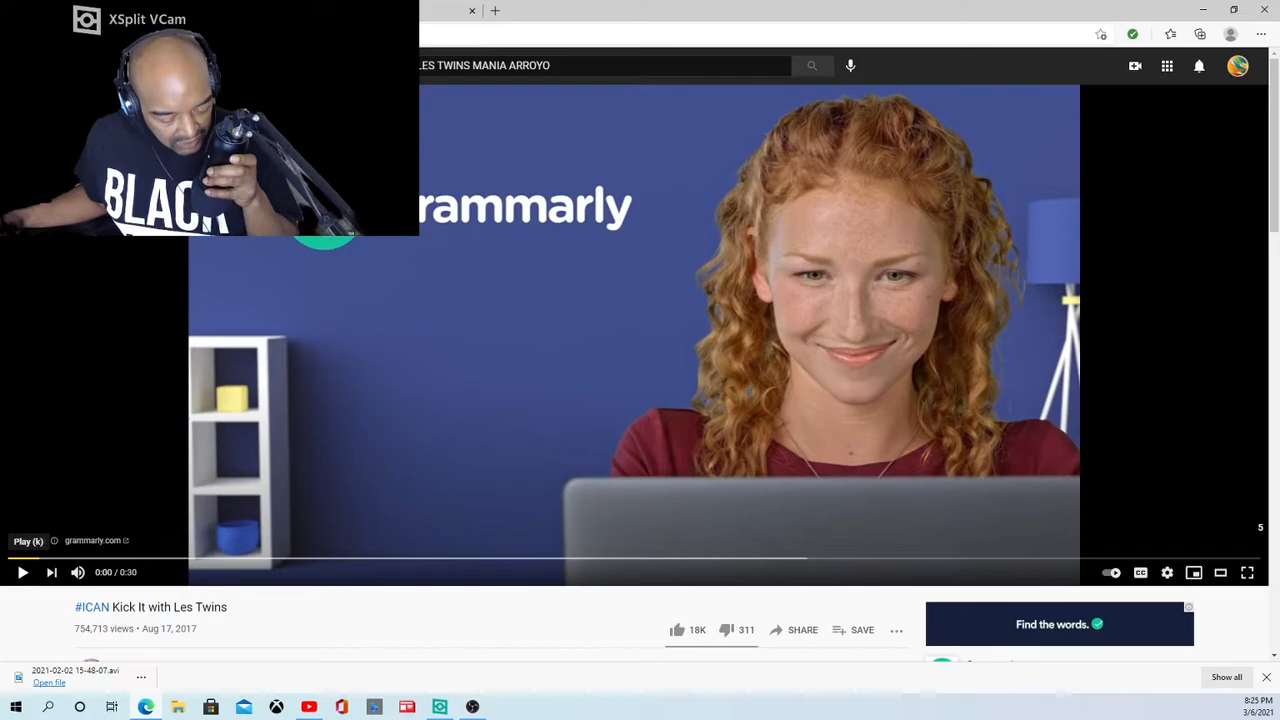 XSplit VCam
LES TWINS MANIA ARROYO
BLACK
rammarly
5
Play (k)
grammarly.com
0:00 / 0:30
CC
#ICAN Kick It with Les Twins
754,713 views • Aug 17, 2017
18K
311
SHARE
SAVE
Find the words.
2021-02-02 15-48-07.avi
Open file
Show all
8:25 PM
3/6/2021